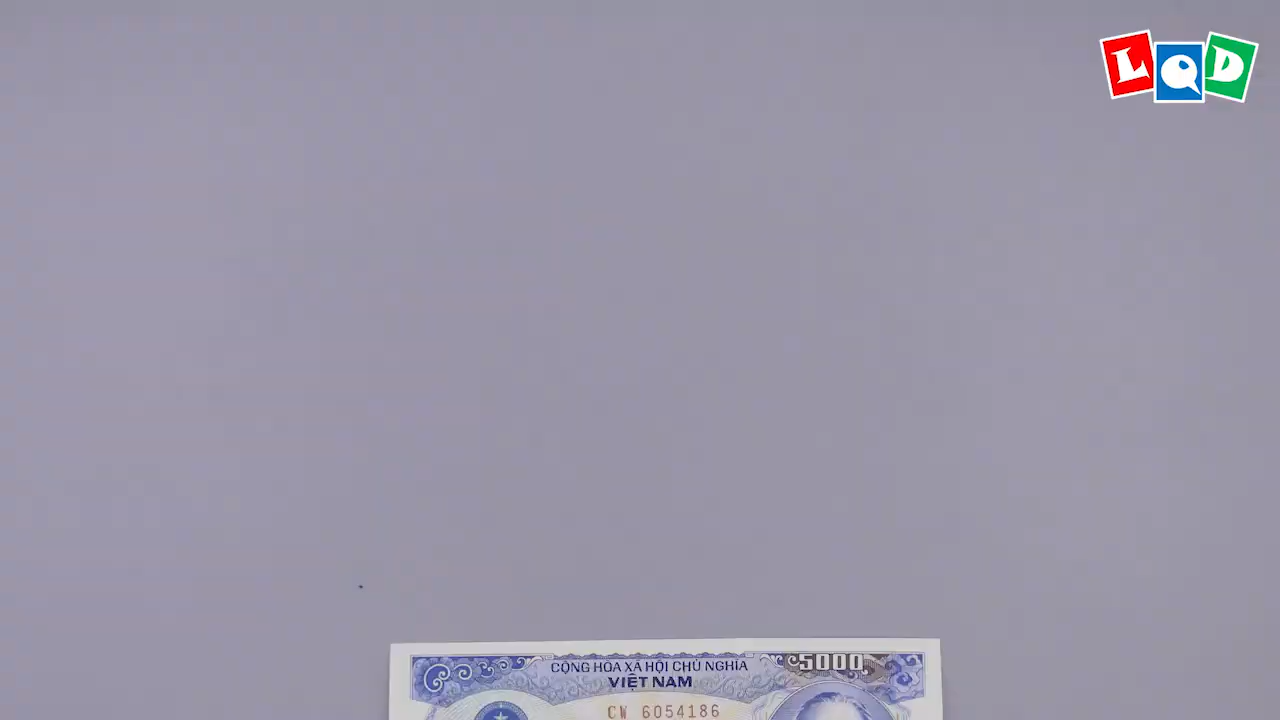 LQD
CỘNG HÒA XÃ HỘI CHỦ NGHĨA
5000
VIỆT NAM
CW 6054186